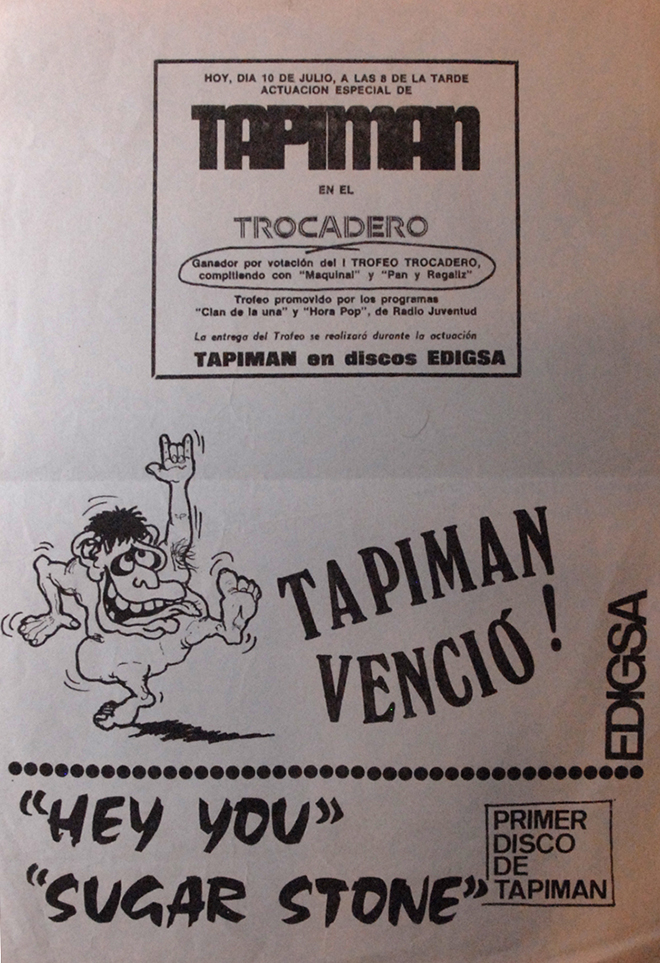 HOY, DIA 10 DE JULIO, A LAS 8 DE LA TARDE
ACTUACION ESPECIAL DE
TAPIMAN
EN EL
TROCADERO
Ganador por votación del I TROFEO TROCADERO,
compitiendo con "Maquinal" y "Pan y Regaliz"
Trofeo promovido por los programas
"Clan de la una" y "Hora Pop", de Radio Juventud
La entrega del Trofeo se realizaró durante la actuación
TAPIMAN en discos EDIGSA
TAPIMAN
VENCIÓ!
EDIGSA
"HEY YOU"
"SUGAR STONE"
PRIMER
DISCO
DE
TAPIMAN